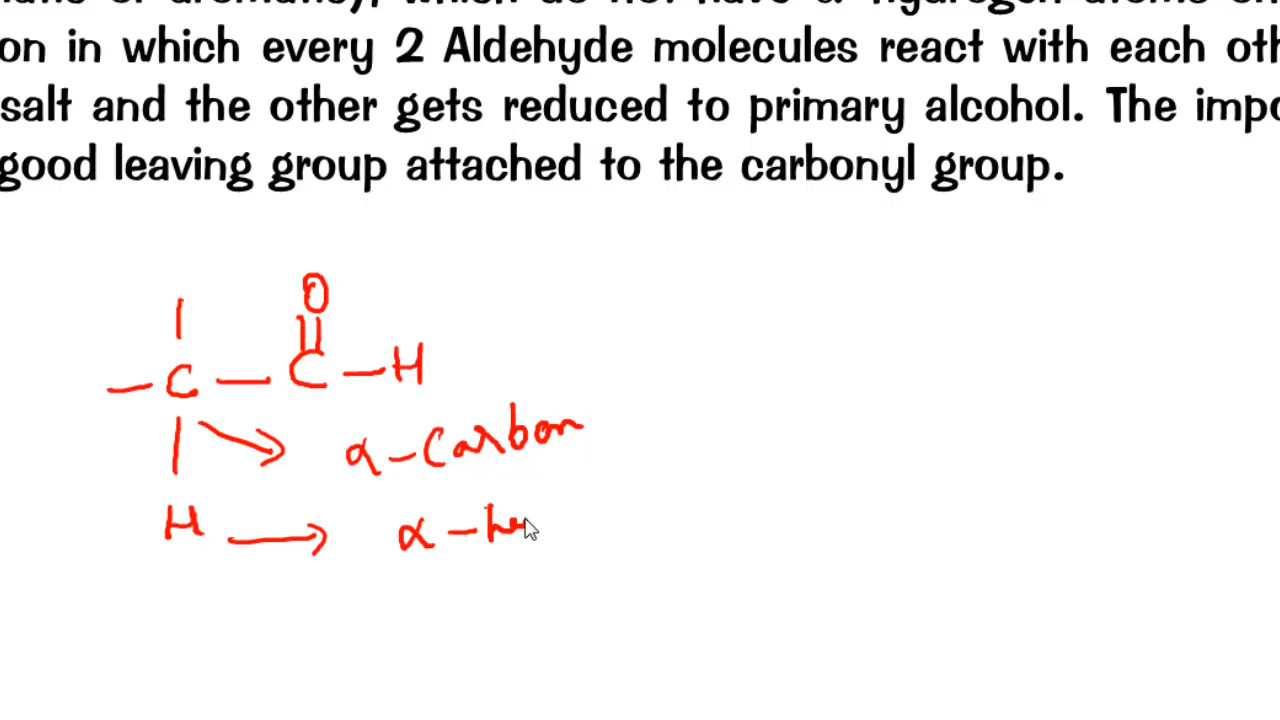 on in which every 2 Aldehyde molecules react with each oth
salt and the other gets reduced to primary alcohol. The impo
good leaving group attached to the carbonyl group.
O
– C – C – H
α – Carbon
H → α – h